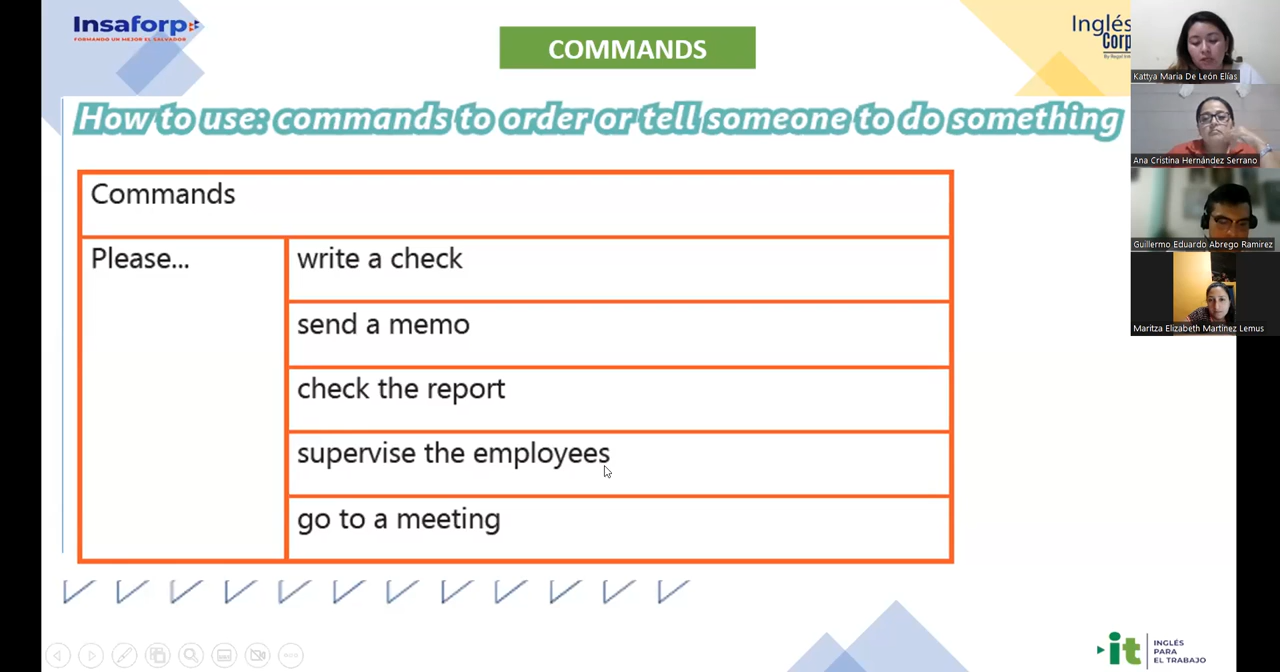 Insaforp
FORMANDO UN MEJOR EL SALVADOR
COMMANDS
Inglés
Corp
How to use: commands to order or tell someone to do something
Commands
Please...
write a check
send a memo
check the report
supervise the employees
go to a meeting
Kattya Maria De León Elías
Ana Cristina Hernández Serrano
Guillermo Eduardo Abrego Ramirez
Maritza Elizabeth Martinez Lemus
it
INGLÉS
PARA
EL TRABAJO